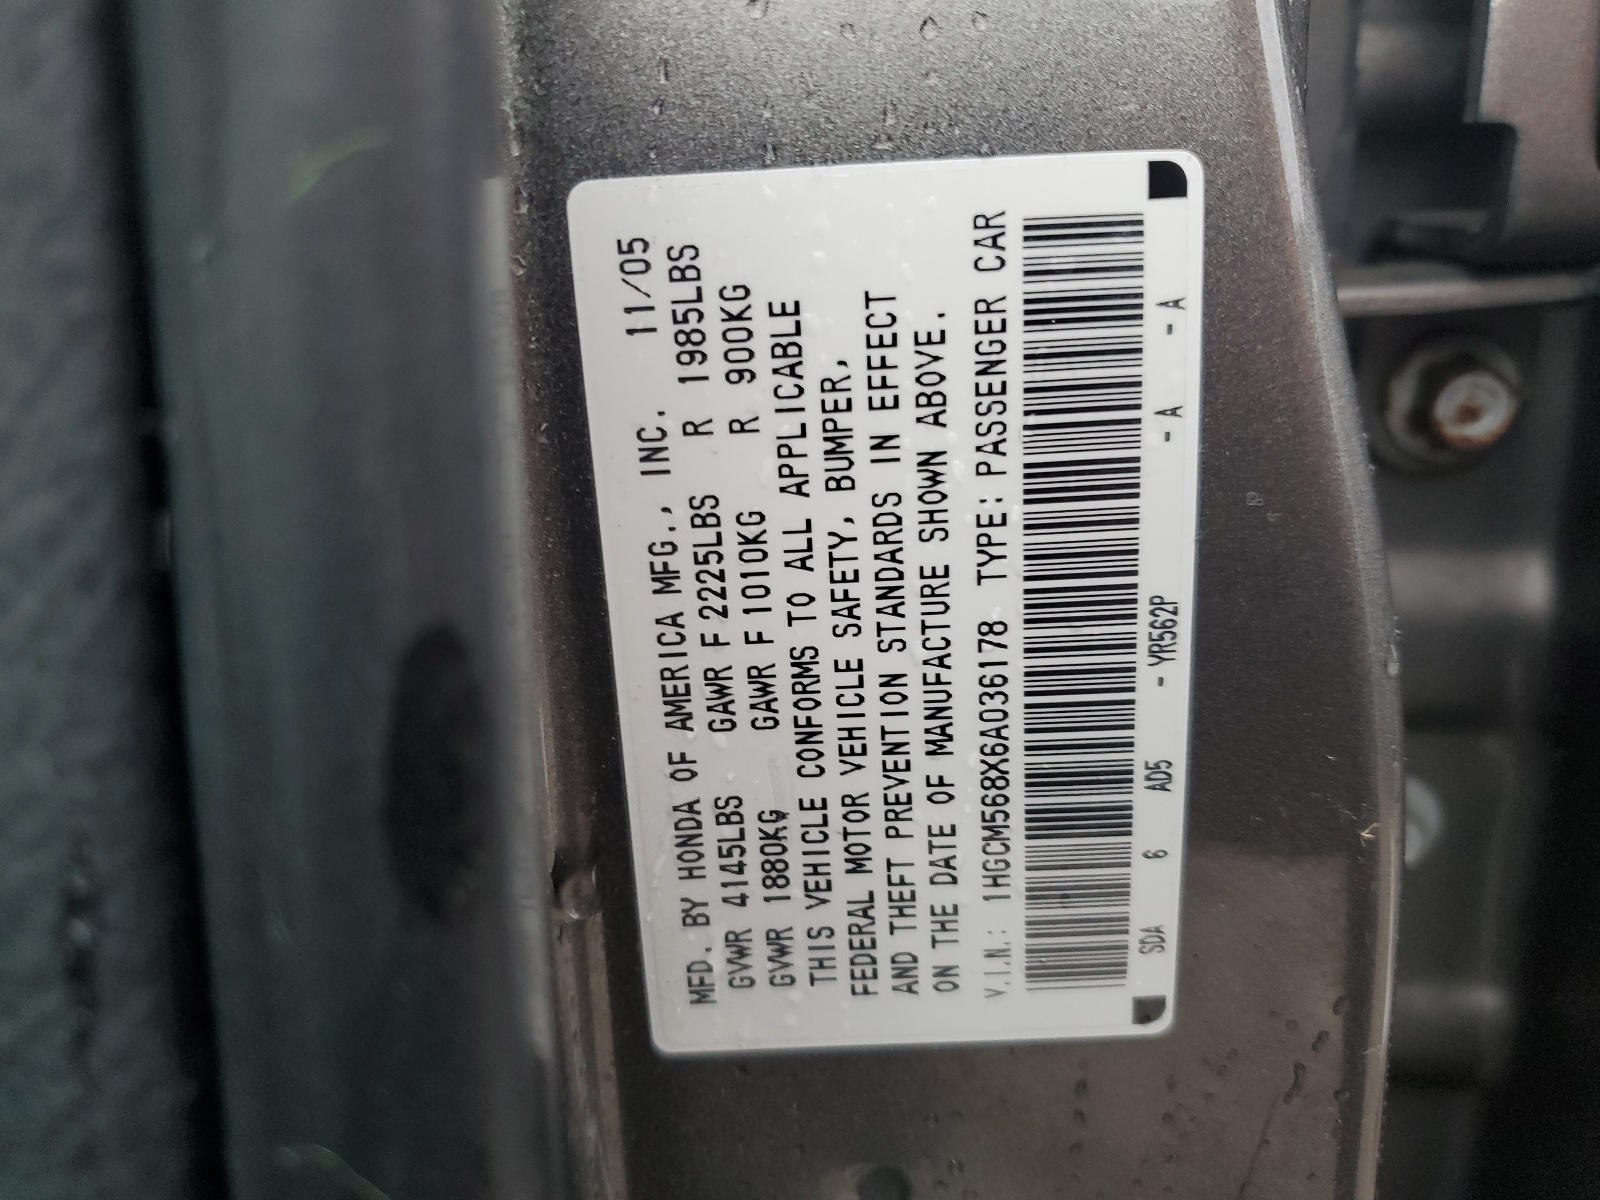 MFD. BY HONDA OF AMERICA MFG., INC. 11/05
GVWR 4145LBS GAWR F 2225LBS R 1985LBS
GVWR 1880KG GAWR F 1010KG R 900KG
THIS VEHICLE CONFORMS TO ALL APPLICABLE
FEDERAL MOTOR VEHICLE SAFETY, BUMPER,
AND THEFT PREVENTION STANDARDS IN EFFECT
ON THE DATE OF MANUFACTURE SHOWN ABOVE.
V.I.N.: 1HGCM568X6A036178 TYPE: PASSENGER CAR
SDA 6 AD5 - YR562P - A - A